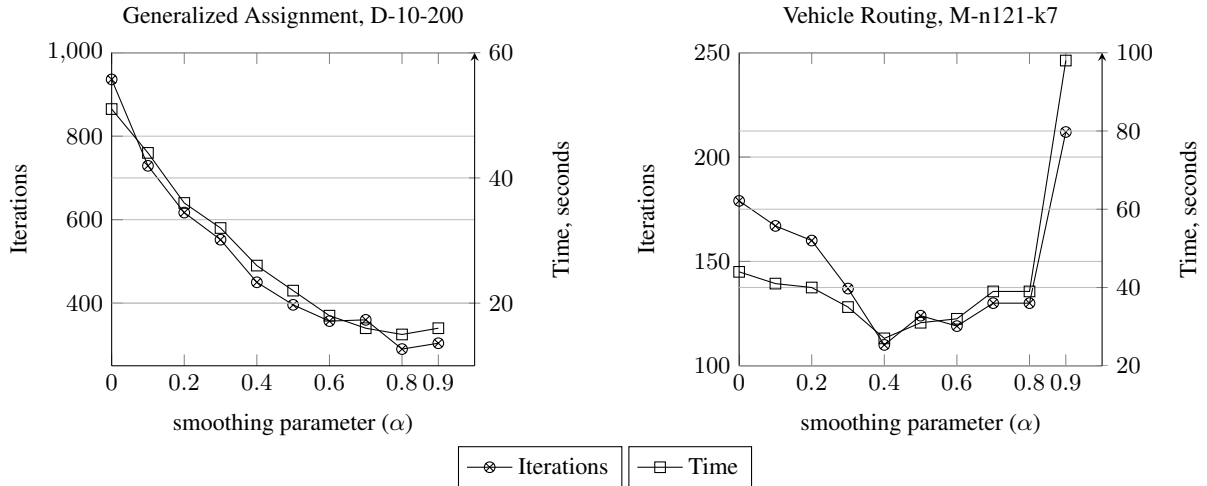 Generalized Assignment, D-10-200
1,000
800
600
400
Iterations
60
40
20
Time, seconds
0 0.2 0.4 0.6 0.8 0.9
smoothing parameter (α)
Vehicle Routing, M-n121-k7
250
200
150
100
Iterations
100
80
60
40
20
Time, seconds
0 0.2 0.4 0.6 0.8 0.9
smoothing parameter (α)
Iterations Time